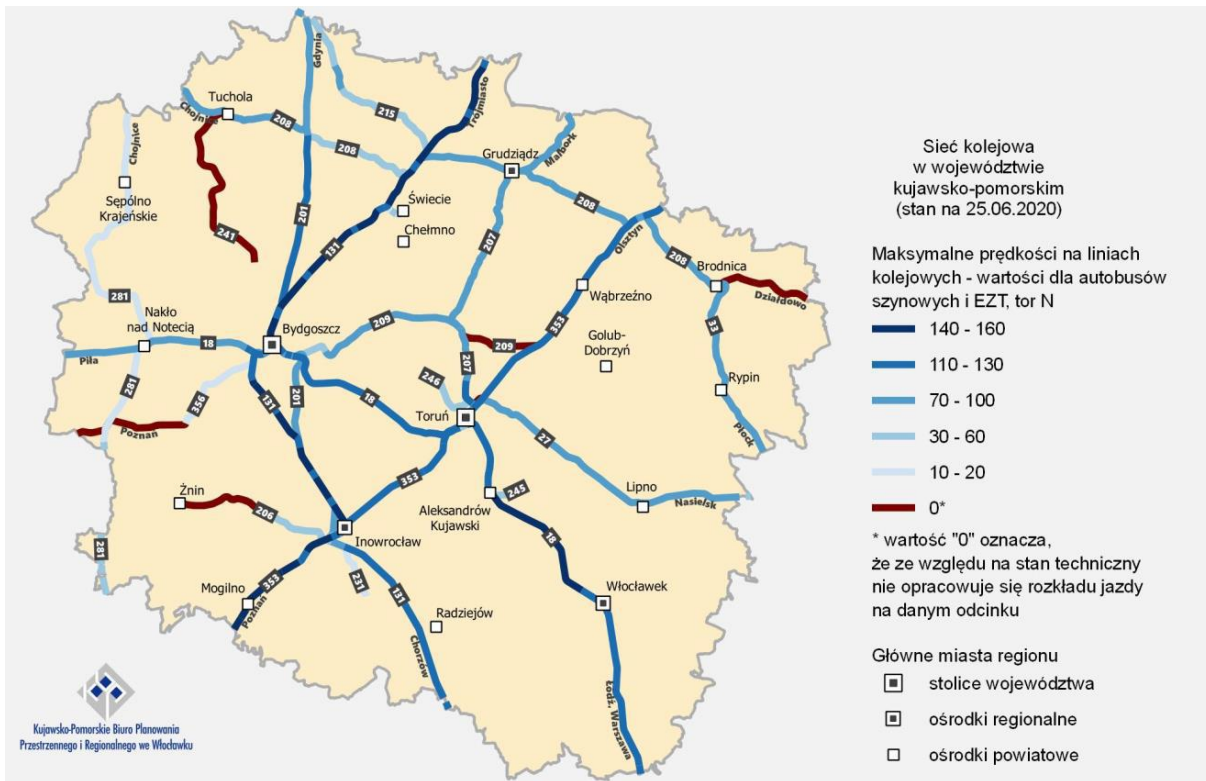 Gdynia
Trójmiasto
Tuchola
Chojnice
215
208
208
Chojnice
Malbork
Grudziądz
Sępólno
Krajeńskie
Świecie
201
208
Chełmno
241
131
207
Olsztyn
208
Brodnica
Działdowo
Wąbrzeźno
281
Nakło
nad Notecią
18
Bydgoszcz
209
353
33
Piła
209
Golub-
Dobrzyń
207
281
356
201
18
246
Rypin
131
Toruń
Poznań
Płock
27
353
Żnin
Aleksandrów
Kujawski
245
Lipno
Nasielsk
206
Inowrocław
18
281
231
Mogilno
353
Poznań
131
Włocławek
Radziejów
Chorzów
Łódź, Warszawa
Kujawsko-Pomorskie Biuro Planowania
Przestrzennego i Regionalnego we Włocławku
Sieć kolejowa
w województwie
kujawsko-pomorskim
(stan na 25.06.2020)
Maksymalne prędkości na liniach
kolejowych - wartości dla autobusów
szynowych i EZT, tor N
140 - 160
110 - 130
70 - 100
30 - 60
10 - 20
0*
* wartość "0" oznacza,
że ze względu na stan techniczny
nie opracowuje się rozkładu jazdy
na danym odcinku
Główne miasta regionu
stolice województwa
ośrodki regionalne
ośrodki powiatowe